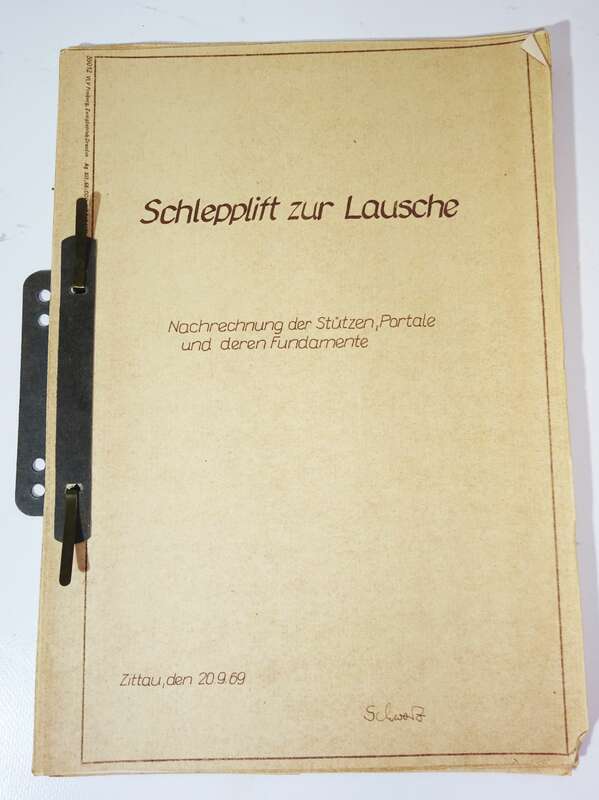 Schlepplift zur Lausche
Nachrechnung der Stützen, Portale
und deren Fundamente
Zittau, den 20.9.69
Schwarz